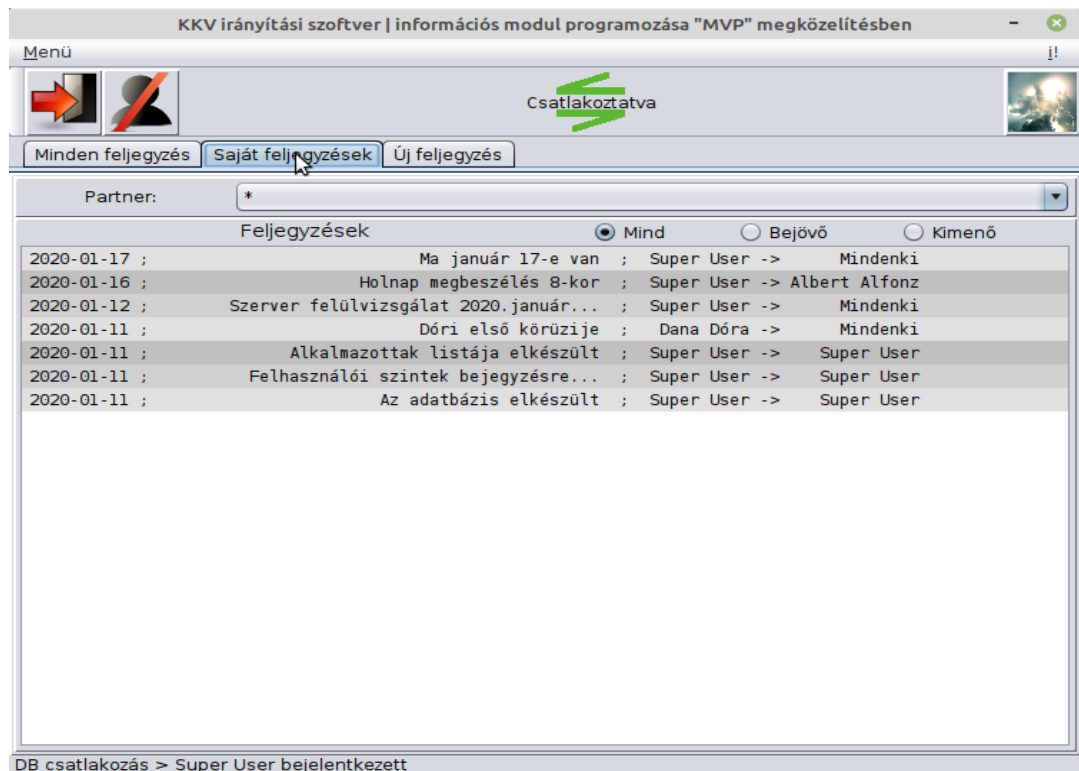 KKV irányítási szoftver | információs modul programozása "MVP" megközelítésben
Menü i!
Csatlakoztatva
Minden feljegyzés Saját feljegyzések Új feljegyzés
Partner: *
Feljegyzések Mind Bejövő Kimenő
2020-01-17 ; Ma január 17-e van ; Super User -> Mindenki
2020-01-16 ; Holnap megbeszélés 8-kor ; Super User -> Albert Alfonz
2020-01-12 ; Szerver felülvizsgálat 2020.január... ; Super User -> Mindenki
2020-01-11 ; Dóri első körüzije ; Dana Dóra -> Mindenki
2020-01-11 ; Alkalmazottak listája elkészült ; Super User -> Super User
2020-01-11 ; Felhasználói szintek bejegyzésre... ; Super User -> Super User
2020-01-11 ; Az adatbázis elkészült ; Super User -> Super User
DB csatlakozás > Super User bejelentkezett